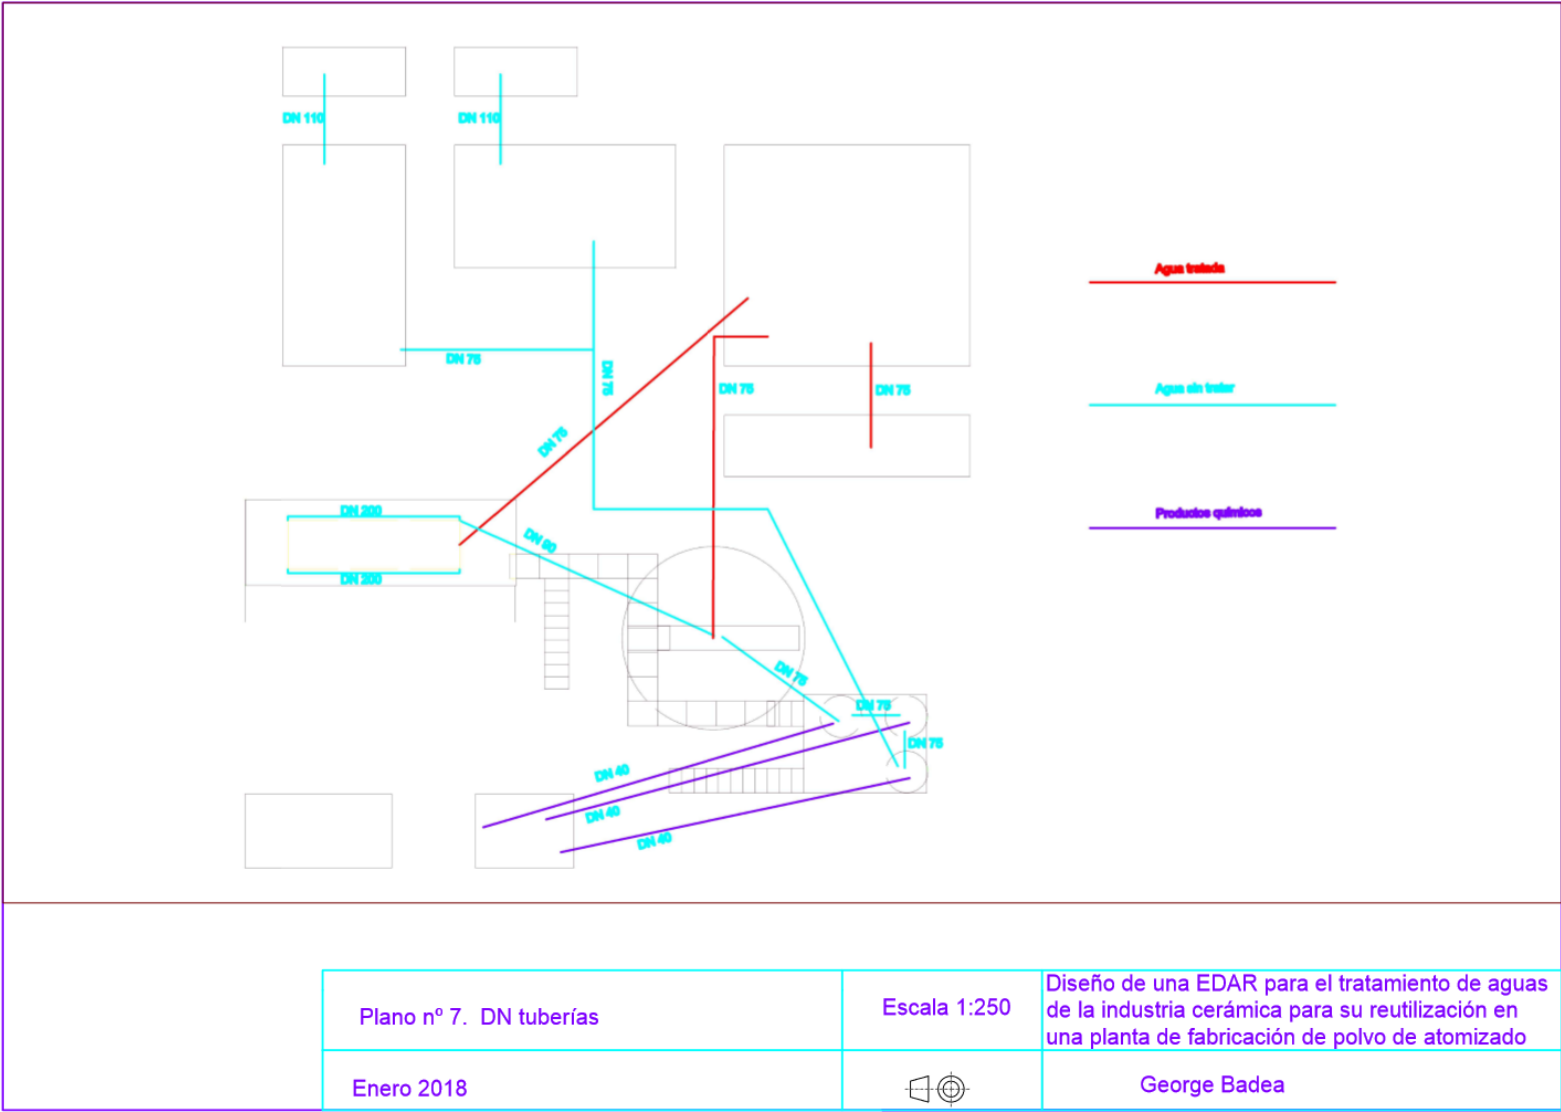 DN 110
DN 110
Agua tratada
DN 75
DN 75
DN 75
DN 75
Agua sin tratar
DN 75
DN 200
DN 90
Productos químicos
DN 200
DN 75
DN 75
DN 75
DN 40
DN 40
DN 40
Plano nº 7. DN tuberías
Escala 1:250
Diseño de una EDAR para el tratamiento de aguas
de la industria cerámica para su reutilización en
una planta de fabricación de polvo de atomizado
Enero 2018
George Badea